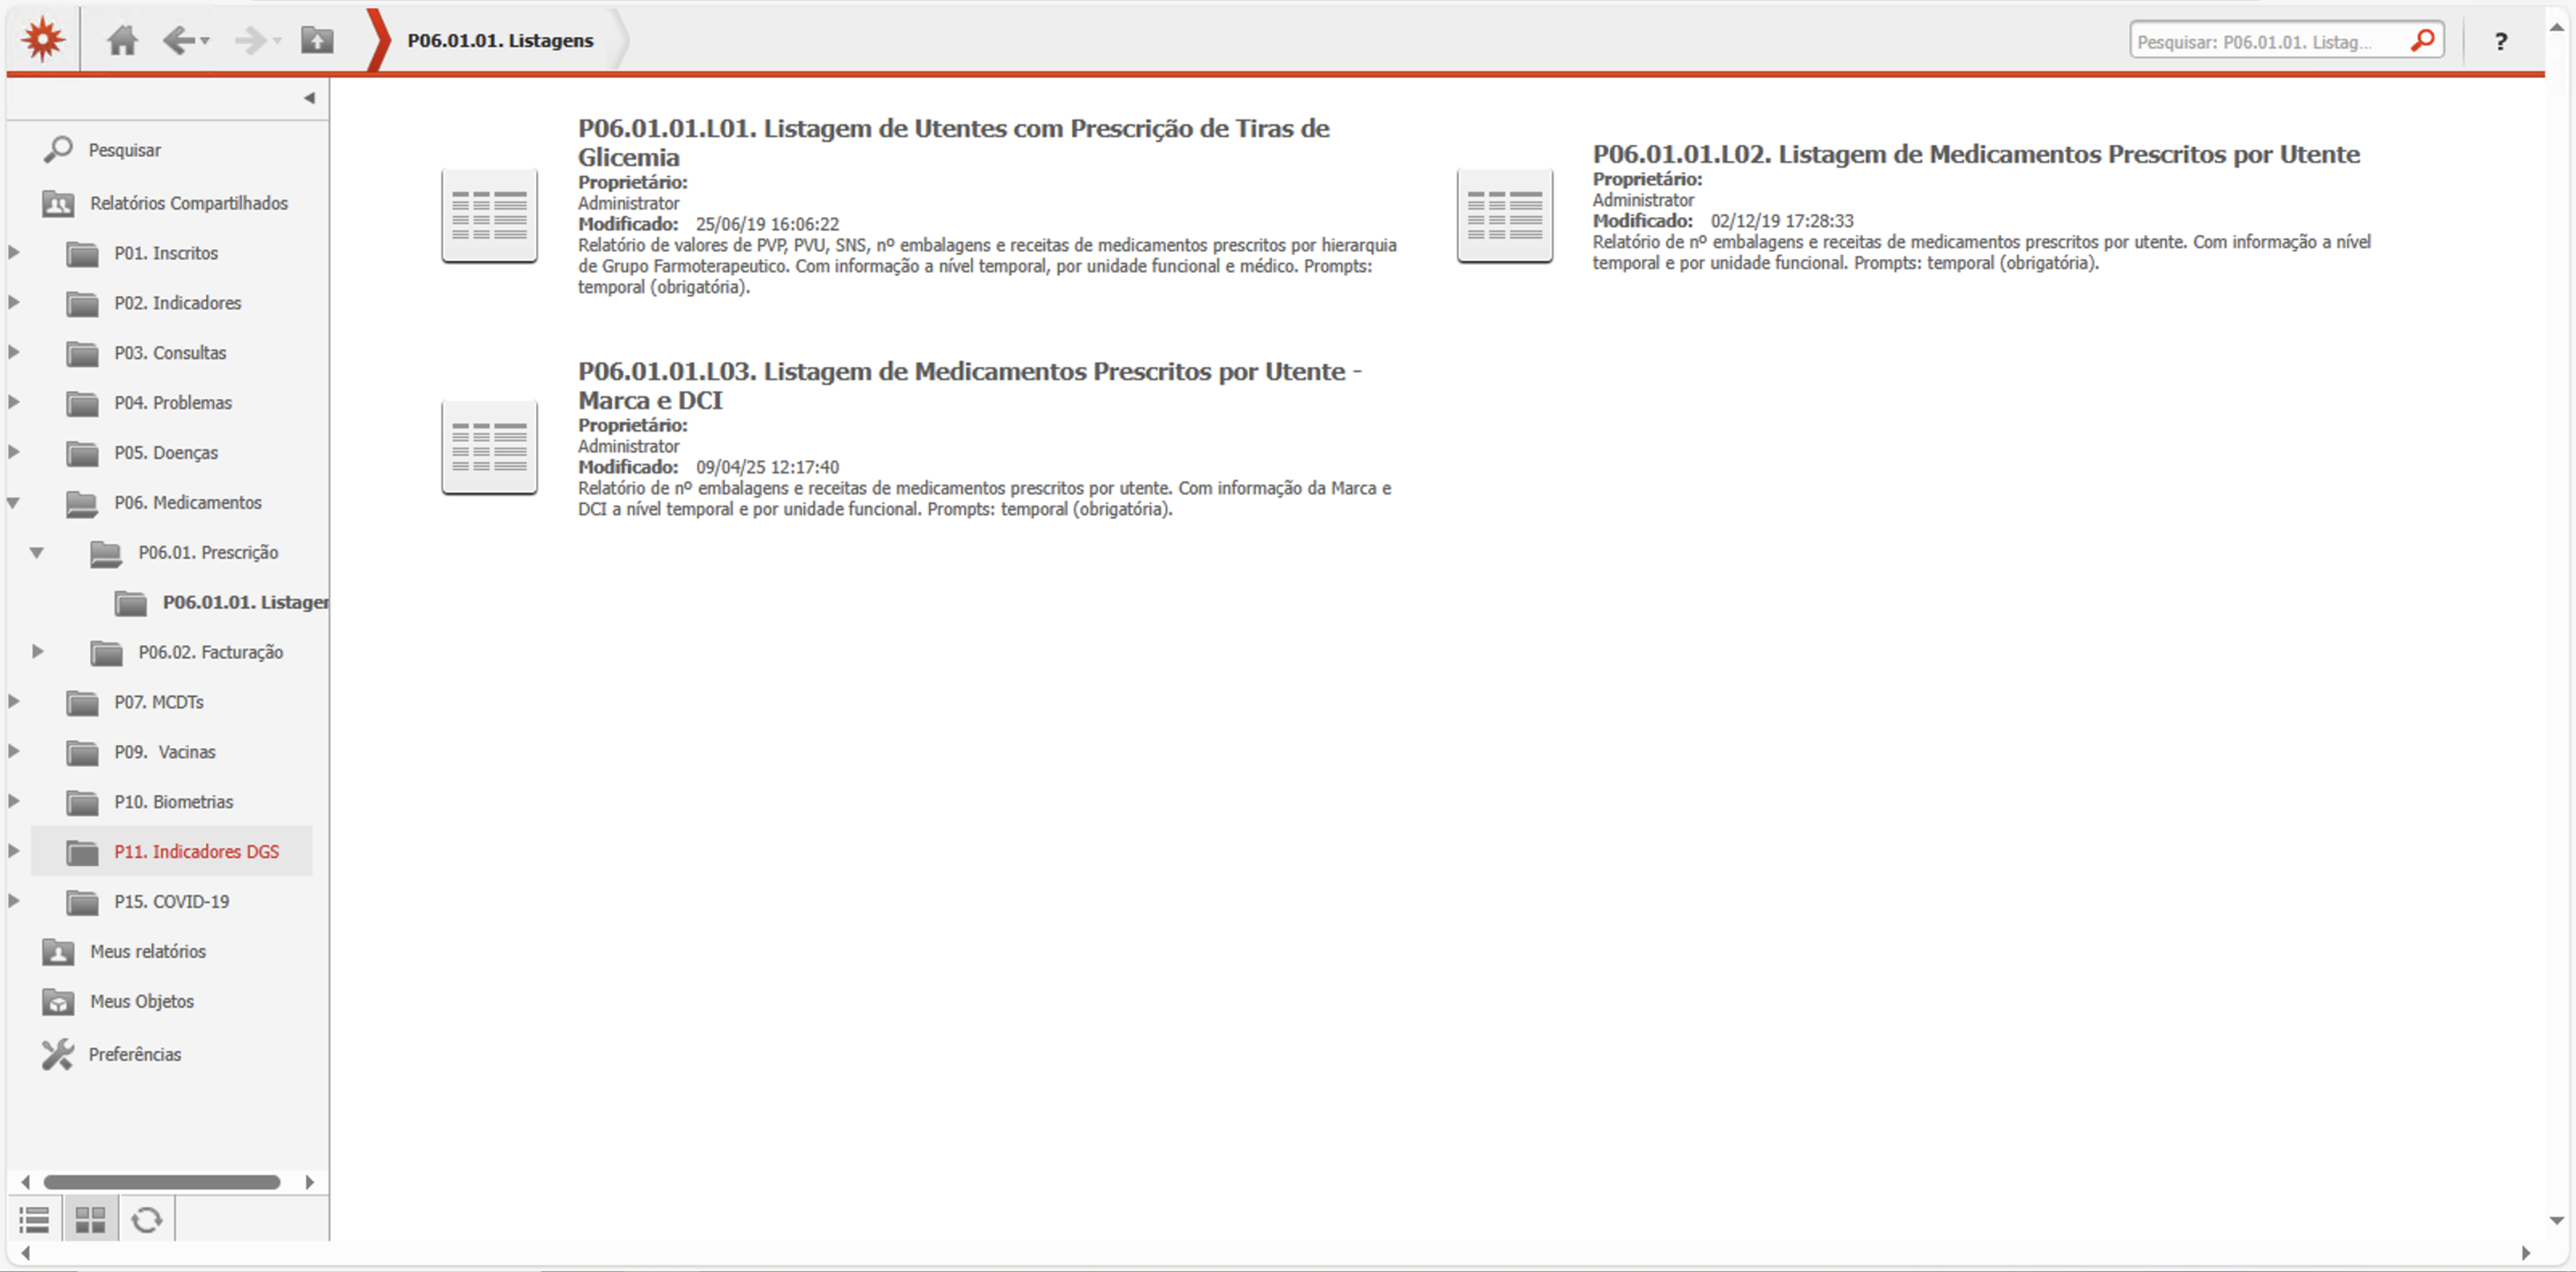 P06.01.01. Listagens
Pesquisar: P06.01.01. Listag...
?
Pesquisar
Relatórios Compartilhados
P01. Inscritos
P02. Indicadores
P03. Consultas
P04. Problemas
P05. Doenças
P06. Medicamentos
P06.01. Prescrição
P06.01.01. Listagen
P06.02. Facturação
P07. MCDTs
P09. Vacinas
P10. Biometrias
P11. Indicadores DGS
P15. COVID-19
Meus relatórios
Meus Objetos
Preferências
P06.01.01.L01. Listagem de Utentes com Prescrição de Tiras de
Glicemia
Proprietário:
Administrator
Modificado: 25/06/19 16:06:22
Relatório de valores de PVP, PVU, SNS, nº embalagens e receitas de medicamentos prescritos por hierarquia
de Grupo Farmoterapeutico. Com informação a nível temporal, por unidade funcional e médico. Prompts:
temporal (obrigatória).
P06.01.01.L02. Listagem de Medicamentos Prescritos por Utente
Proprietário:
Administrator
Modificado: 02/12/19 17:28:33
Relatório de nº embalagens e receitas de medicamentos prescritos por utente. Com informação a nível
temporal e por unidade funcional. Prompts: temporal (obrigatória).
P06.01.01.L03. Listagem de Medicamentos Prescritos por Utente -
Marca e DCI
Proprietário:
Administrator
Modificado: 09/04/25 12:17:40
Relatório de nº embalagens e receitas de medicamentos prescritos por utente. Com informação da Marca e
DCI a nível temporal e por unidade funcional. Prompts: temporal (obrigatória).